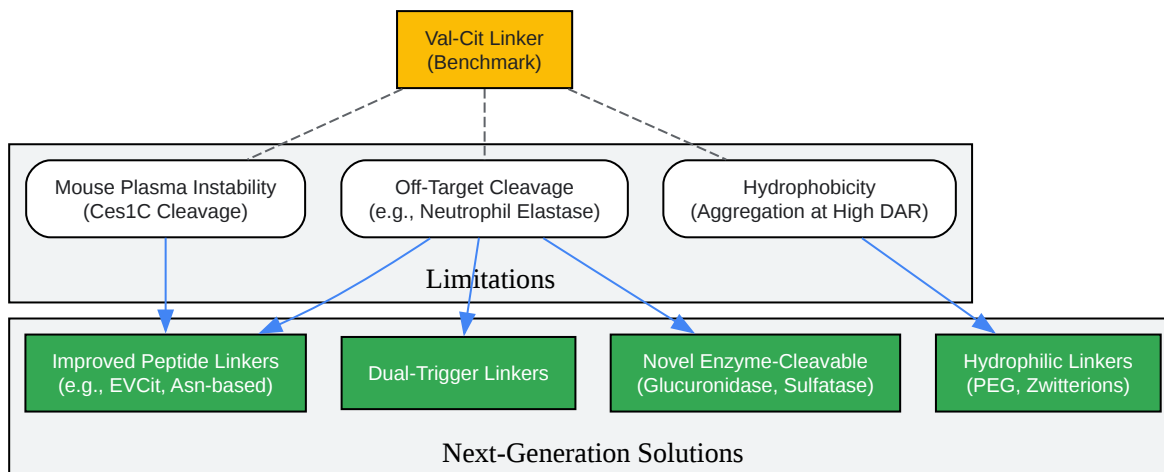 Val-Cit Linker
(Benchmark)
Mouse Plasma Instability
(Ces1C Cleavage)
Off-Target Cleavage
(e.g., Neutrophil Elastase)
Hydrophobicity
(Aggregation at High DAR)
Limitations
Improved Peptide Linkers
(e.g., EVCit, Asn-based)
Dual-Trigger Linkers
Novel Enzyme-Cleavable
(Glucuronidase, Sulfatase)
Hydrophilic Linkers
(PEG, Zwitterions)
Next-Generation Solutions